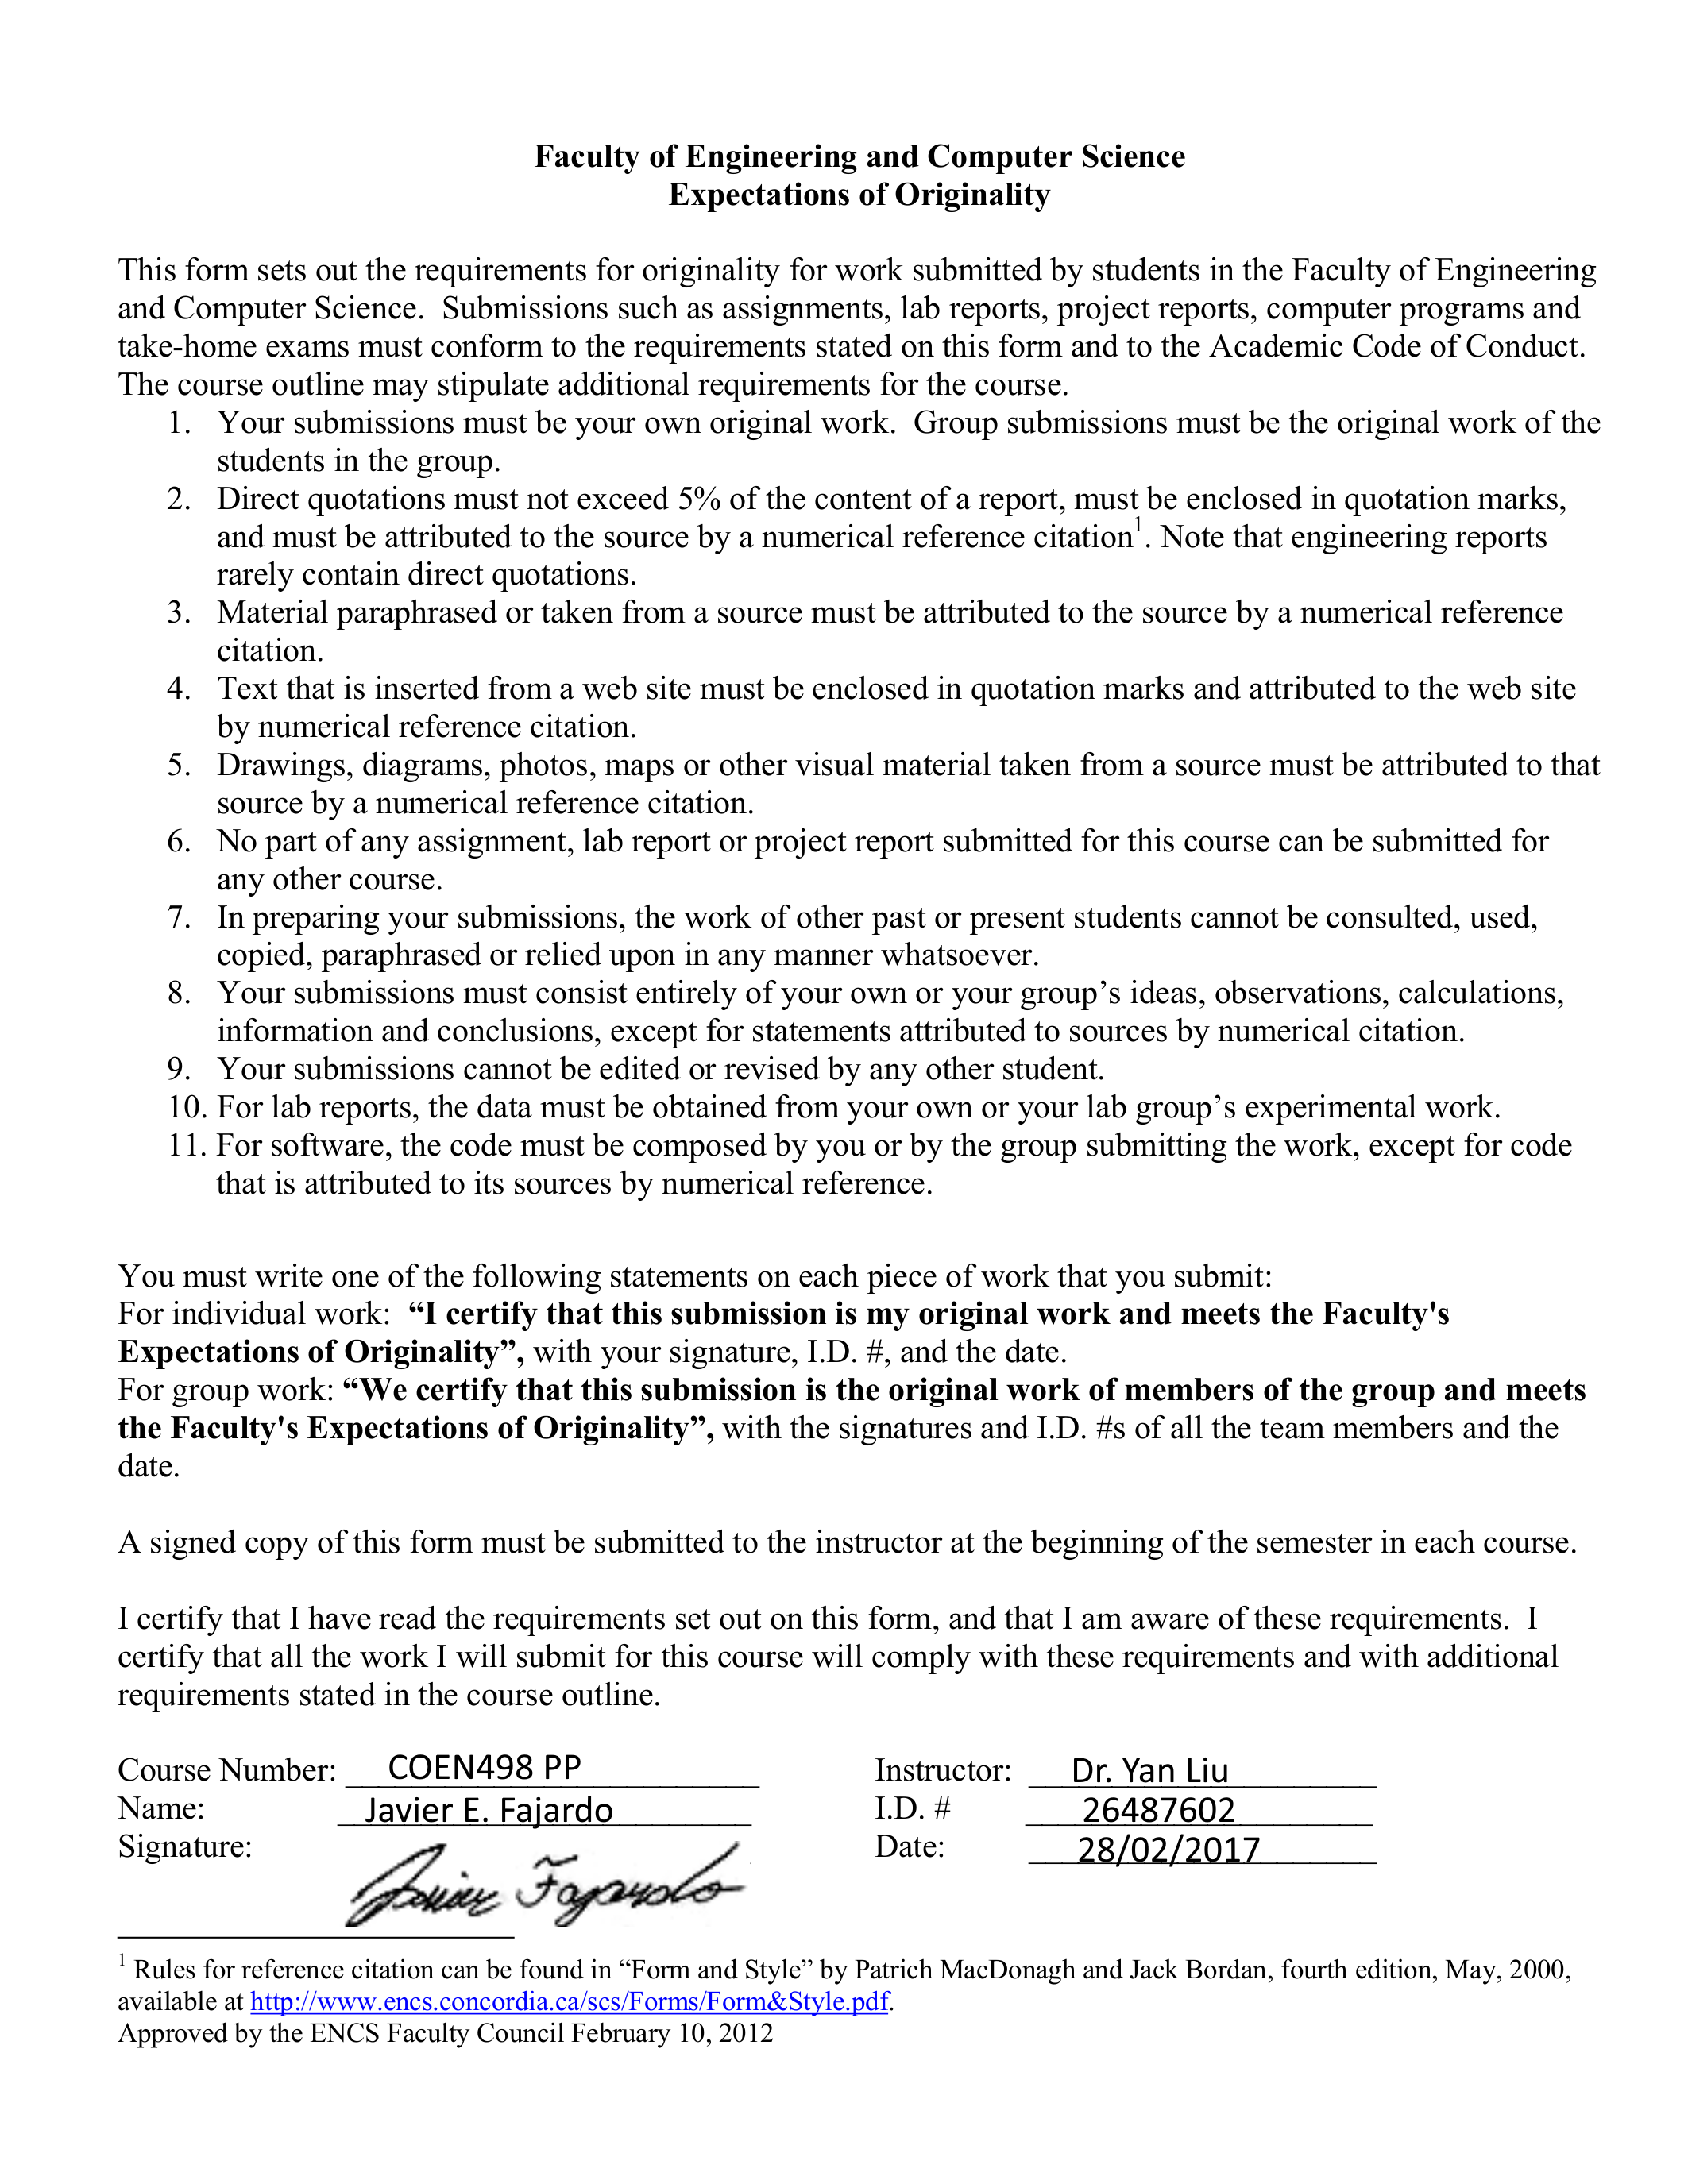 Faculty of Engineering and Computer Science
Expectations of Originality
This form sets out the requirements for originality for work submitted by students in the Faculty of Engineering
and Computer Science.  Submissions such as assignments, lab reports, project reports, computer programs and
take-home exams must conform to the requirements stated on this form and to the Academic Code of Conduct.
The course outline may stipulate additional requirements for the course.
1. Your submissions must be your own original work.  Group submissions must be the original work of the
students in the group.
2. Direct quotations must not exceed 5% of the content of a report, must be enclosed in quotation marks,
and must be attributed to the source by a numerical reference citation¹. Note that engineering reports
rarely contain direct quotations.
3. Material paraphrased or taken from a source must be attributed to the source by a numerical reference
citation.
4. Text that is inserted from a web site must be enclosed in quotation marks and attributed to the web site
by numerical reference citation.
5. Drawings, diagrams, photos, maps or other visual material taken from a source must be attributed to that
source by a numerical reference citation.
6. No part of any assignment, lab report or project report submitted for this course can be submitted for
any other course.
7. In preparing your submissions, the work of other past or present students cannot be consulted, used,
copied, paraphrased or relied upon in any manner whatsoever.
8. Your submissions must consist entirely of your own or your group’s ideas, observations, calculations,
information and conclusions, except for statements attributed to sources by numerical citation.
9. Your submissions cannot be edited or revised by any other student.
10. For lab reports, the data must be obtained from your own or your lab group’s experimental work.
11. For software, the code must be composed by you or by the group submitting the work, except for code
that is attributed to its sources by numerical reference.
You must write one of the following statements on each piece of work that you submit:
For individual work:  “I certify that this submission is my original work and meets the Faculty's
Expectations of Originality”, with your signature, I.D. #, and the date.
For group work: “We certify that this submission is the original work of members of the group and meets
the Faculty's Expectations of Originality”, with the signatures and I.D. #s of all the team members and the
date.
A signed copy of this form must be submitted to the instructor at the beginning of the semester in each course.
I certify that I have read the requirements set out on this form, and that I am aware of these requirements.  I
certify that all the work I will submit for this course will comply with these requirements and with additional
requirements stated in the course outline.
Course Number: COEN498 PP Instructor: Dr. Yan Liu
Name: Javier E. Fajardo I.D. # 26487602
Signature: Javier Fajardo Date: 28/02/2017
¹ Rules for reference citation can be found in “Form and Style” by Patrich MacDonagh and Jack Bordan, fourth edition, May, 2000,
available at http://www.encs.concordia.ca/scs/Forms/Form&Style.pdf.
Approved by the ENCS Faculty Council February 10, 2012